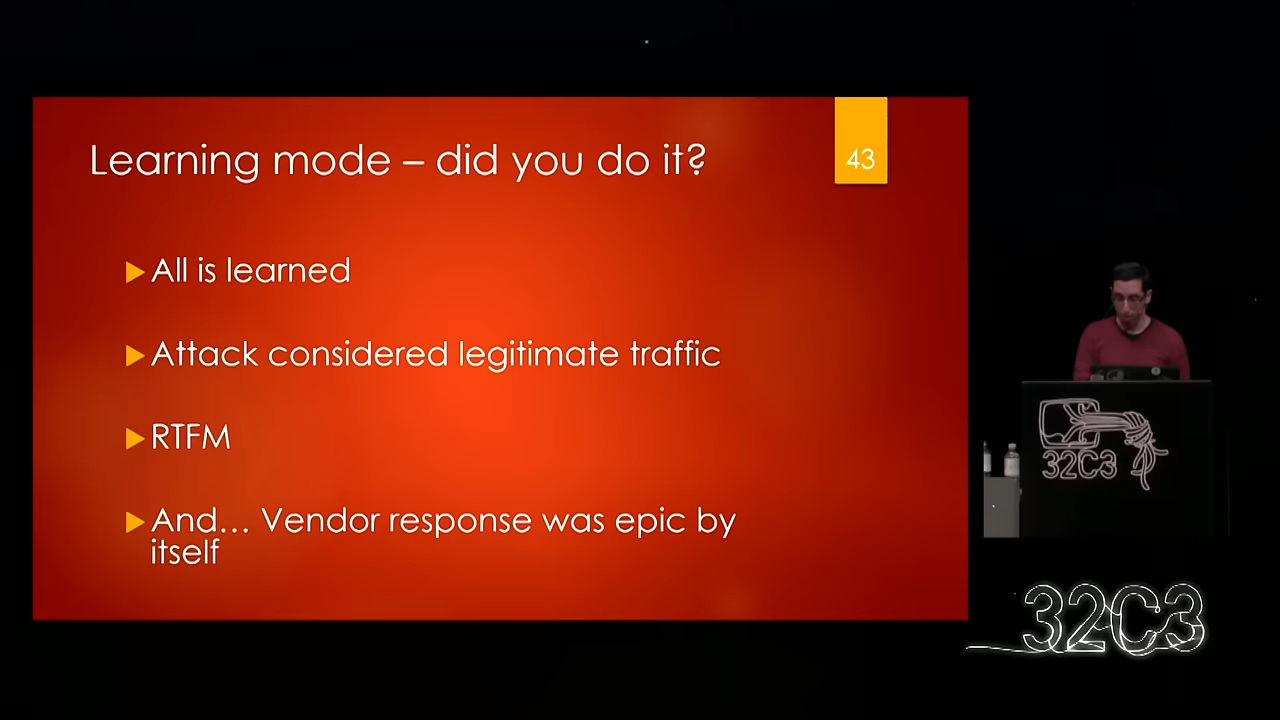 Learning mode – did you do it?
43
All is learned
Attack considered legitimate traffic
RTFM
And... Vendor response was epic by
itself
32C3
32C3